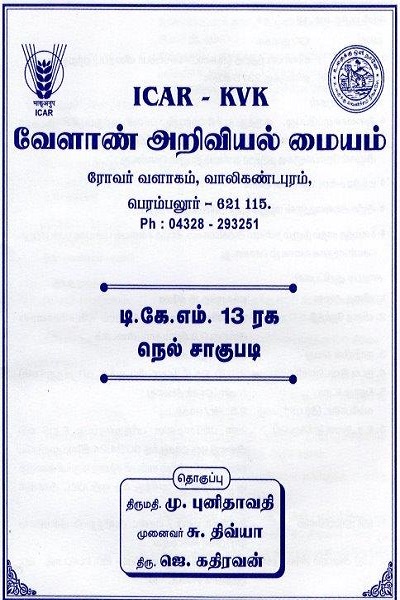 ICAR
ICAR - KVK
வேளாண் அறிவியல் மையம்
ரோவர் வளாகம், வாலிகண்டபுரம்,
பெரம்பலூர் – 621 115.
Ph : 04328 - 293251
டி.கே.எம். 13 ரக
நெல் சாகுபடி
தொகுப்பு
திருமதி. மு. புனிதாவதி
முனைவர் சு. திவ்யா
திரு. ஜெ. கதிரவன்